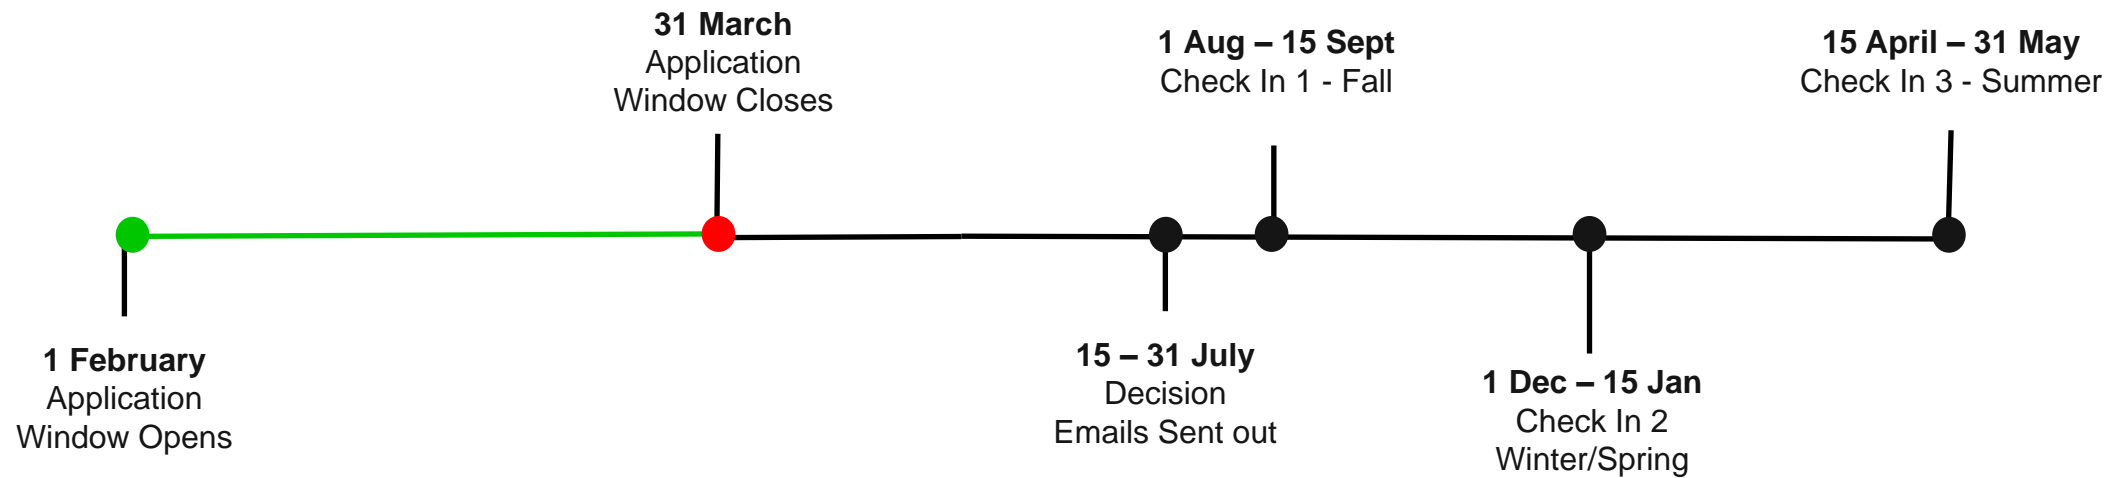 1 February
Application
Window Opens
31 March
Application
Window Closes
15 – 31 July
Decision
Emails Sent out
1 Aug – 15 Sept
Check In 1 - Fall
1 Dec – 15 Jan
Check In 2
Winter/Spring
15 April – 31 May
Check In 3 - Summer